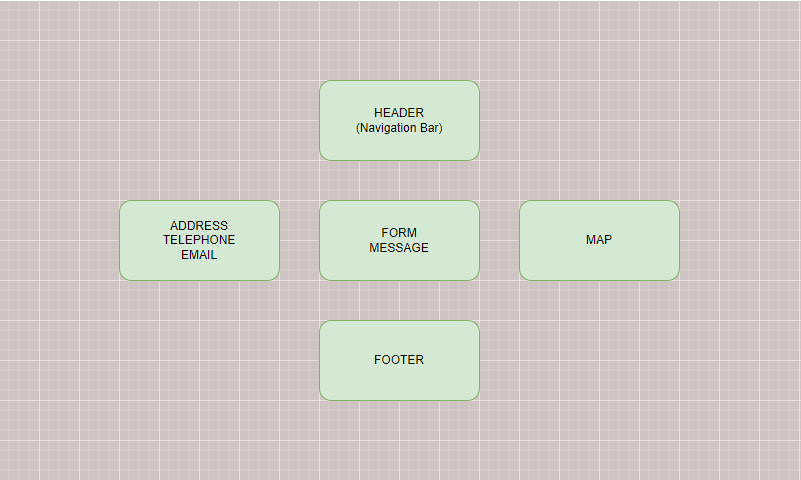 HEADER
(Navigation Bar)
ADDRESS
TELEPHONE
EMAIL
FORM
MESSAGE
MAP
FOOTER